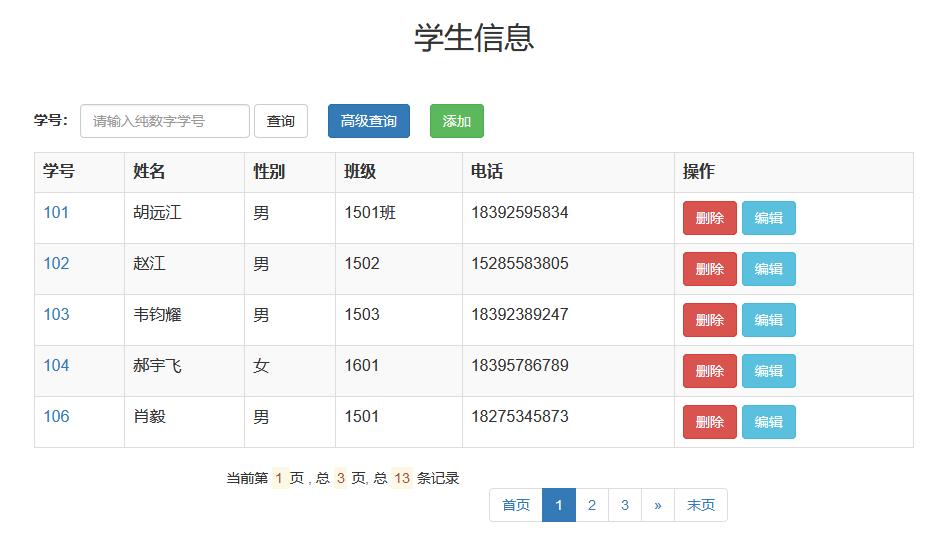 学生信息
学号: 请输入纯数字学号 查询 高级查询 添加
学号 姓名 性别 班级 电话 操作
101 胡远江 男 1501班 18392595834 删除 编辑
102 赵江 男 1502 15285583805 删除 编辑
103 韦钧耀 男 1503 18392389247 删除 编辑
104 郝宇飞 女 1601 18395786789 删除 编辑
106 肖毅 男 1501 18275345873 删除 编辑
当前第 1 页 , 总 3 页, 总 13 条记录
首页 1 2 3 » 末页